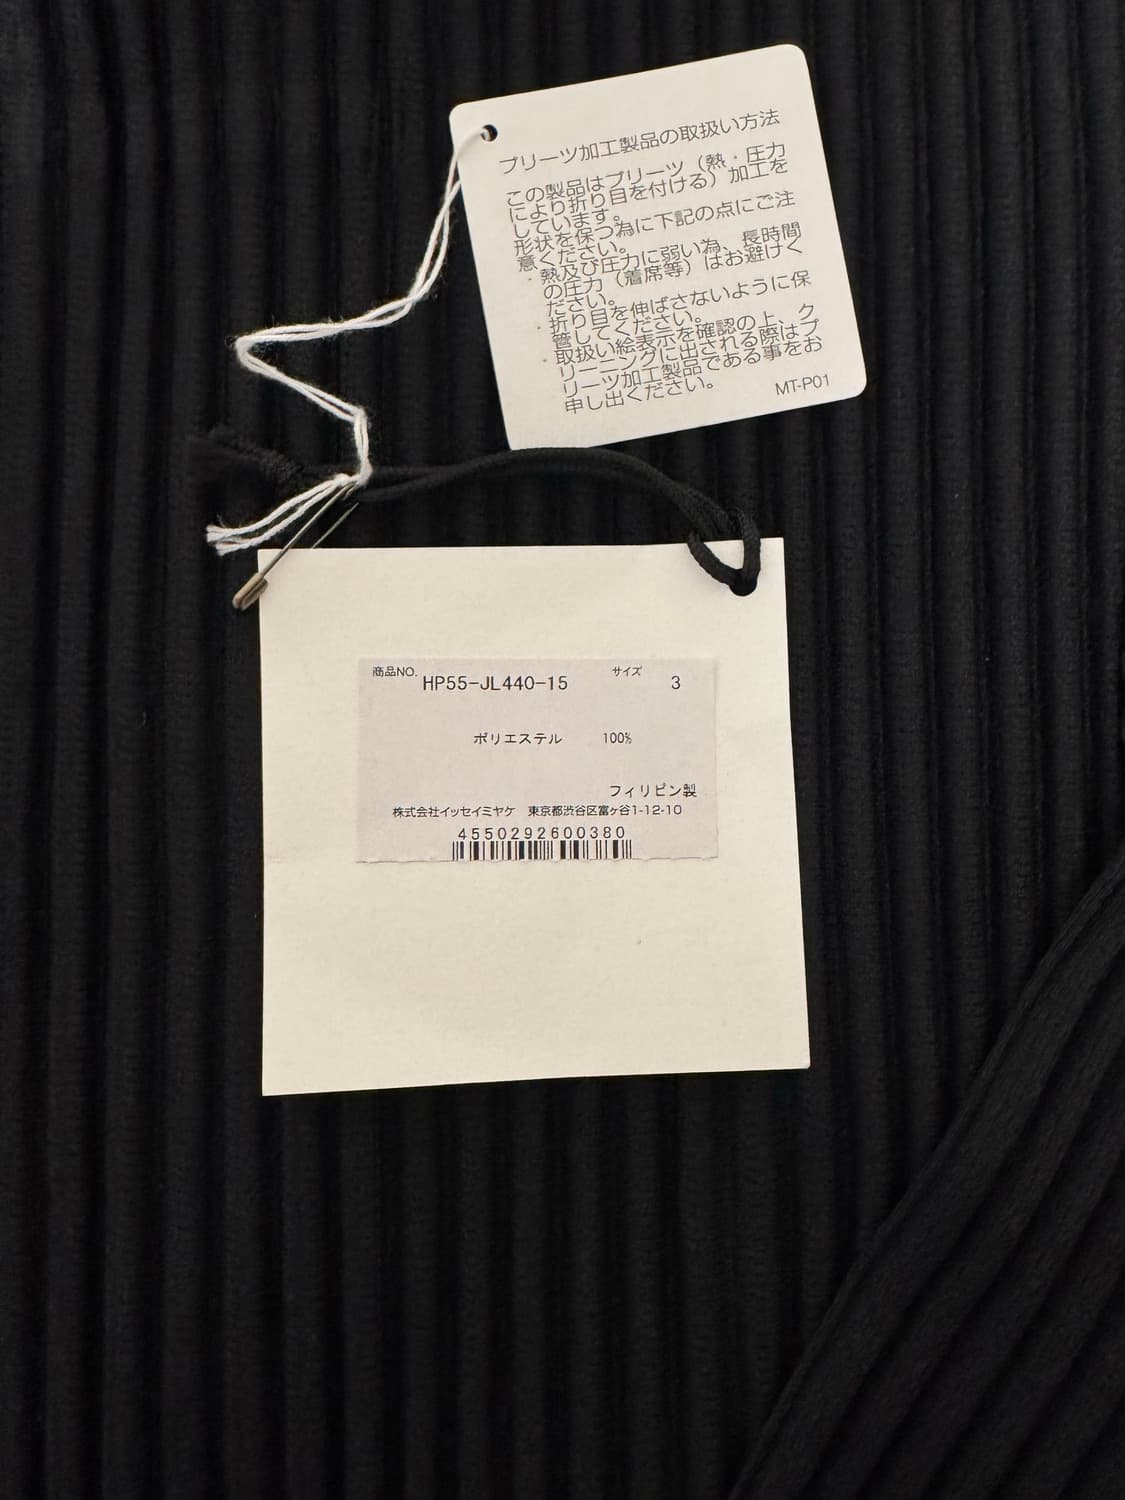 プリーツ加工製品の取扱い方法
この製品はプリーツ（熱・圧力
により折り目を付ける）加工を
しています。
形状を保つ為に下記の点にご注
意ください。
・熱及び圧力に弱い為、長時間
の圧力（着席等）はお避けく
ださい。
・折り目を伸ばさないように保
管してください。
取扱い絵表示を確認の上、ク
リーニングに出される際はプ
リーツ加工製品である事をお
申し出ください。
MT-P01
商品NO. HP55-JL440-15 サイズ 3
ポリエステル 100%
フィリピン製
株式会社イッセイミヤケ 東京都渋谷区富ヶ谷1-12-10
4550292600380